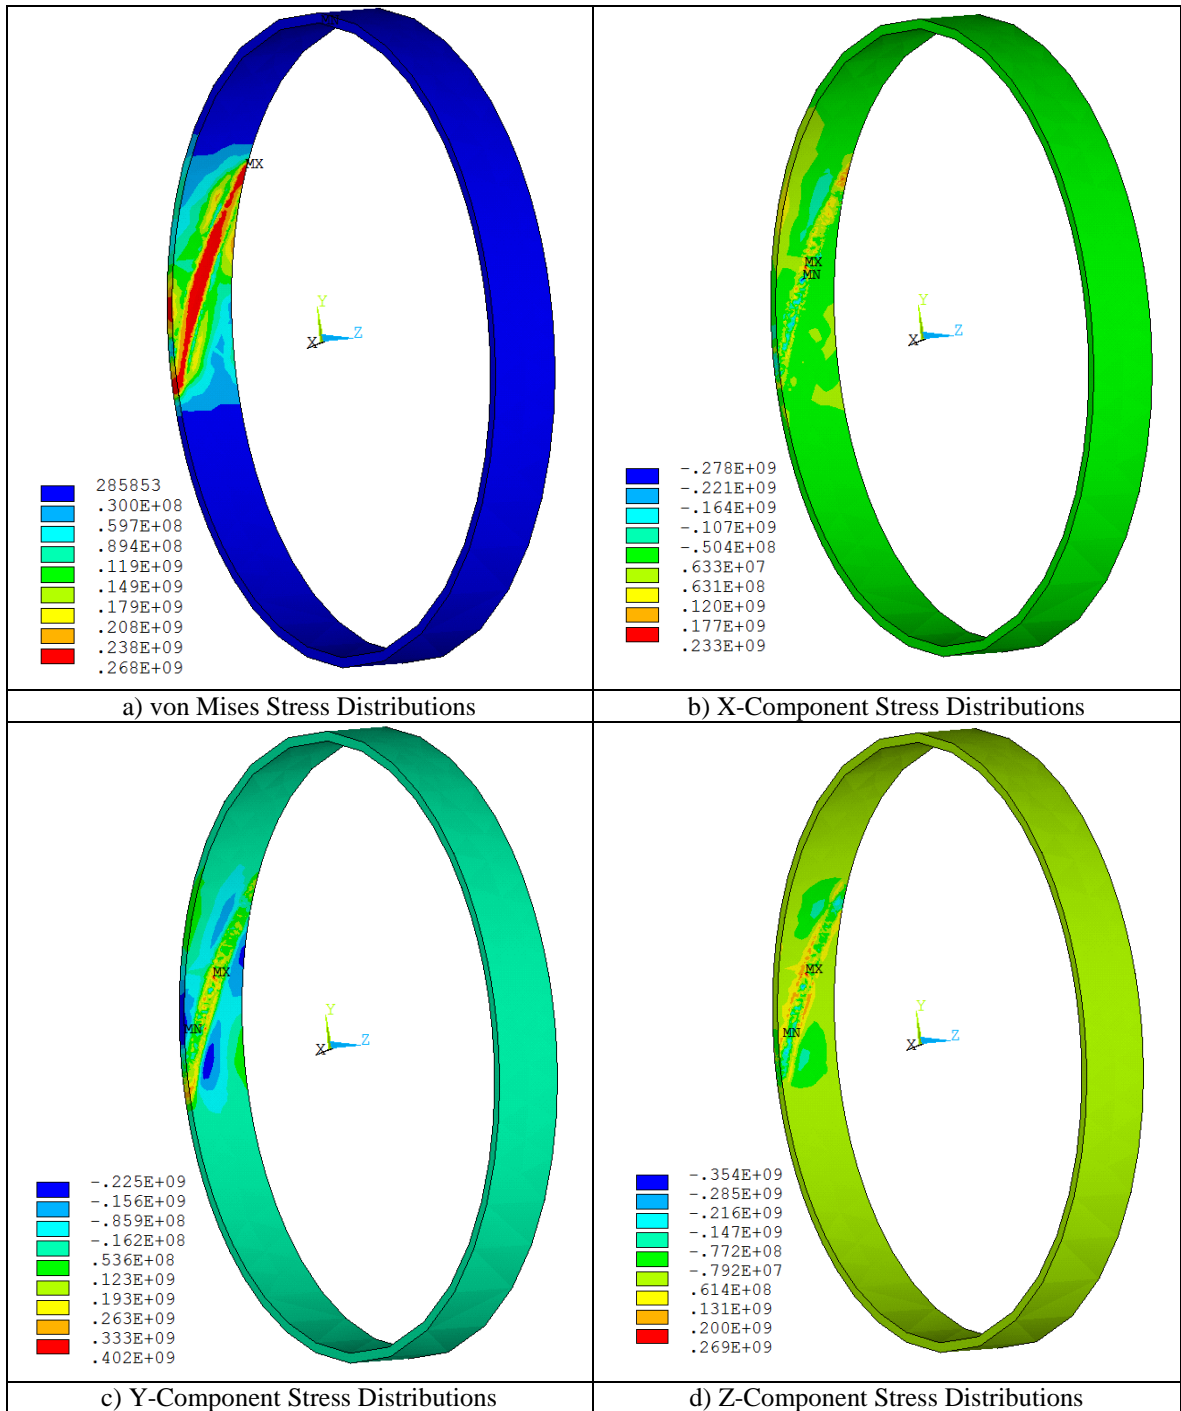 MN
MX
Y
Z
X
285853
.300E+08
.597E+08
.894E+08
.119E+09
.149E+09
.179E+09
.208E+09
.238E+09
.268E+09
a) von Mises Stress Distributions
MX
MN
Y
Z
X
-.278E+09
-.221E+09
-.164E+09
-.107E+09
-.504E+08
.633E+07
.631E+08
.120E+09
.177E+09
.233E+09
b) X-Component Stress Distributions
MX
MN
Y
Z
X
-.225E+09
-.156E+09
-.859E+08
-.162E+08
.536E+08
.123E+09
.193E+09
.263E+09
.333E+09
.402E+09
c) Y-Component Stress Distributions
MX
MN
Y
Z
X
-.354E+09
-.285E+09
-.216E+09
-.147E+09
-.772E+08
-.792E+07
.614E+08
.131E+09
.200E+09
.269E+09
d) Z-Component Stress Distributions